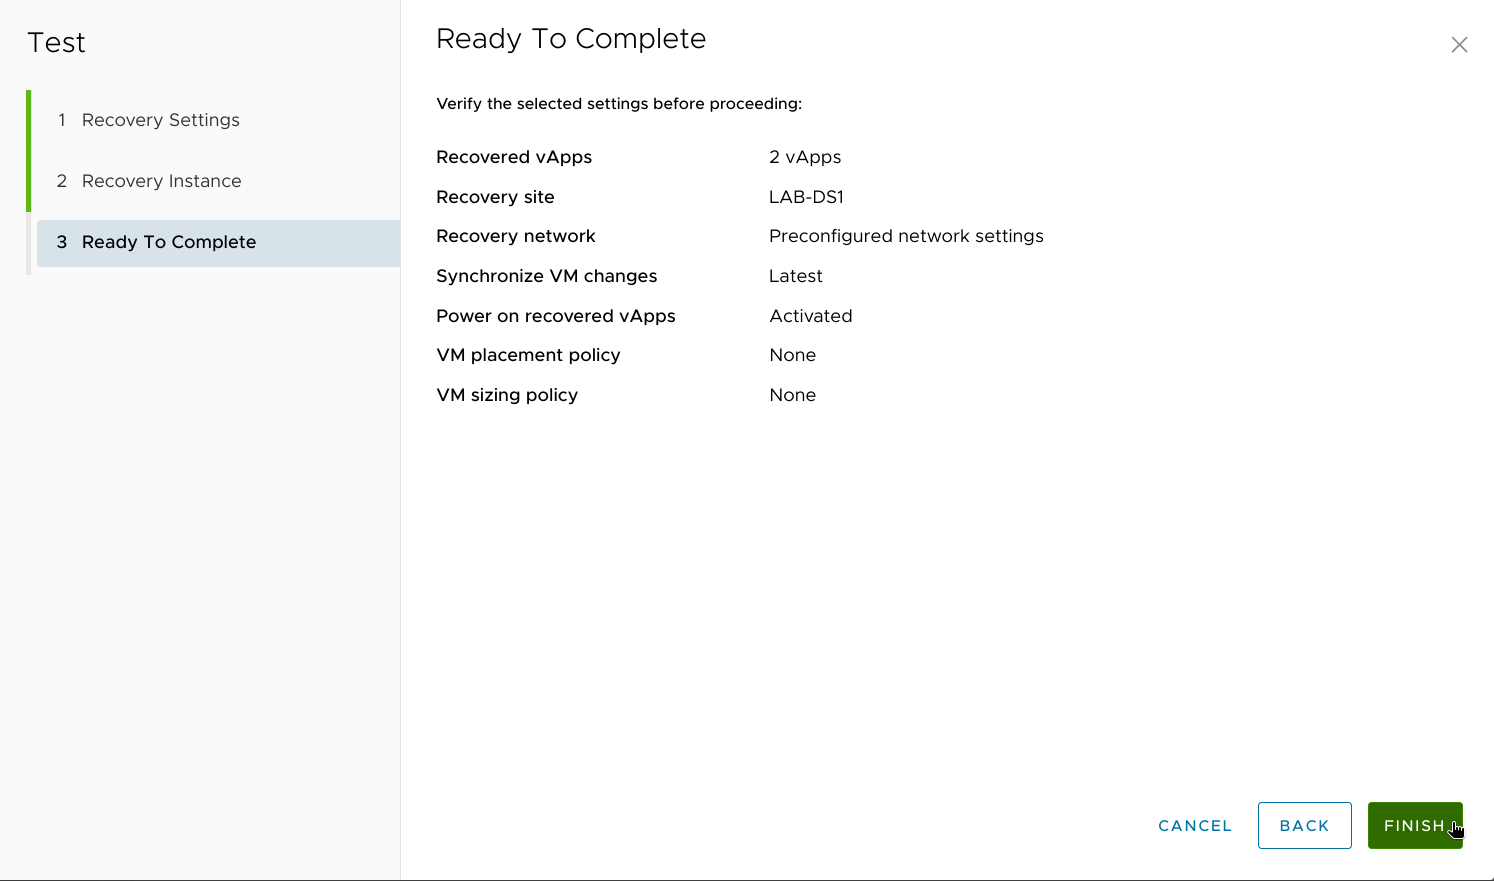 Test
1 Recovery Settings
2 Recovery Instance
3 Ready To Complete
Ready To Complete
Verify the selected settings before proceeding:
Recovered vApps 2 vApps
Recovery site LAB-DS1
Recovery network Preconfigured network settings
Synchronize VM changes Latest
Power on recovered vApps Activated
VM placement policy None
VM sizing policy None
CANCEL BACK FINISH